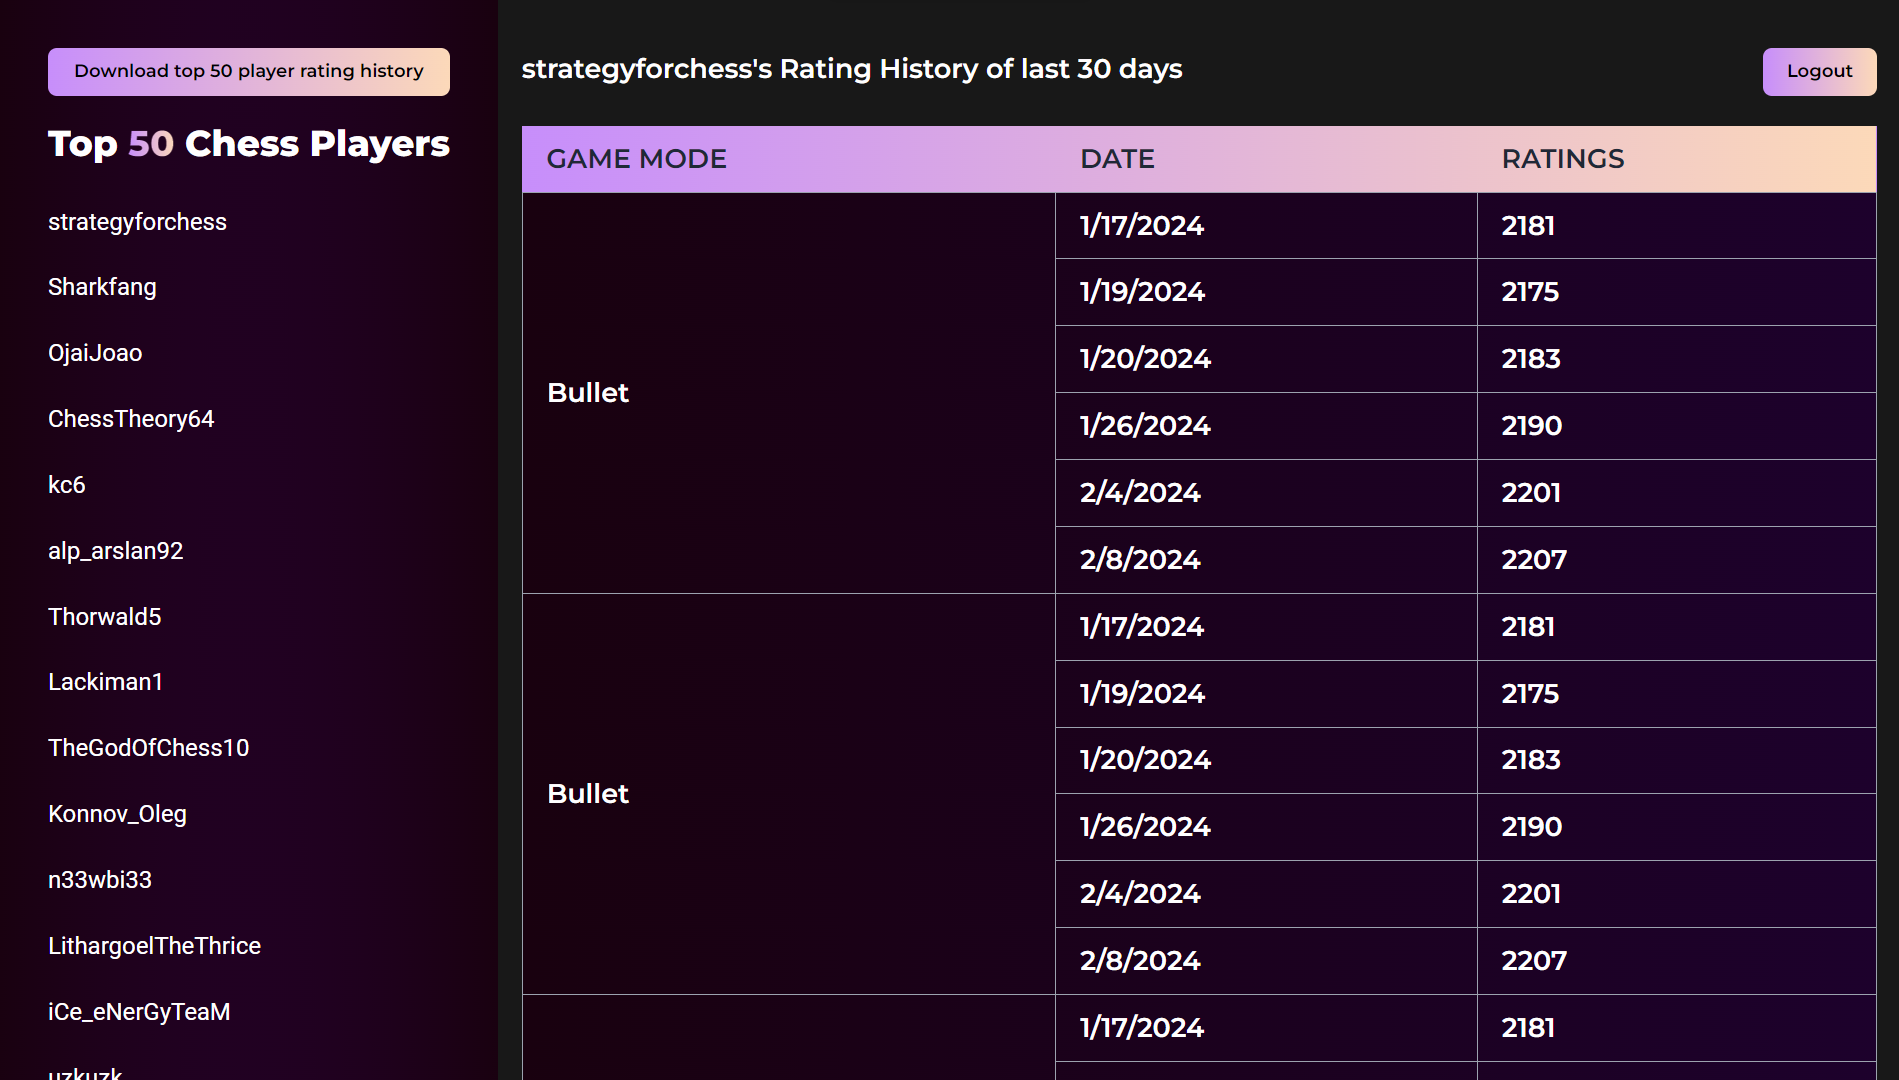 Download top 50 player rating history
Top 50 Chess Players
strategyforchess
Sharkfang
OjaiJoao
ChessTheory64
kc6
alp_arslan92
Thorwald5
Lackiman1
TheGodOfChess10
Konnov_Oleg
n33wbi33
LithargoelTheThrice
iCe_eNerGyTeaM
uzkuzk
strategyforchess's Rating History of last 30 days
Logout
GAME MODE DATE RATINGS
Bullet
1/17/2024 2181
1/19/2024 2175
1/20/2024 2183
1/26/2024 2190
2/4/2024 2201
2/8/2024 2207
Bullet
1/17/2024 2181
1/19/2024 2175
1/20/2024 2183
1/26/2024 2190
2/4/2024 2201
2/8/2024 2207
1/17/2024 2181